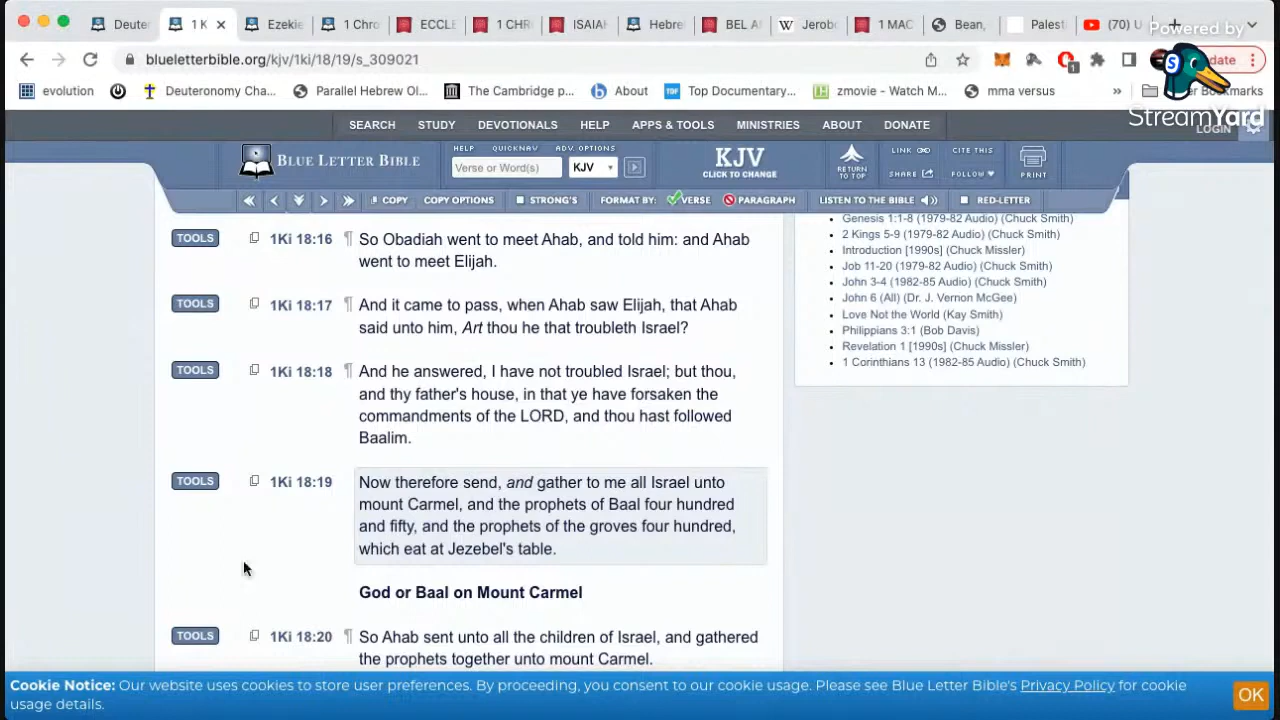 Deuter
1 K
Ezekie
1 Chro
ECCLE
1 CHR
ISAIAH
Hebre
BEL A
Jerob
1 MAC
Bean,
Palest
(70) U
Powered by
blueletterbible.org/kjv/1ki/18/19/s_309021
1
date
evolution
Deuteronomy Cha...
Parallel Hebrew Ol...
The Cambridge p...
About
Top Documentary...
zmovie - Watch M...
mma versus
»
r Bookmarks
S
StreamYard
SEARCH STUDY DEVOTIONALS HELP APPS & TOOLS MINISTRIES ABOUT DONATE LOGIN
BLUE LETTER BIBLE
HELP QUICKNAV ADV. OPTIONS
Verse or Word(s)
KJV
KJV
CLICK TO CHANGE
RETURN
TO TOP
LINK
SHARE
CITE THIS
FOLLOW
PRINT
COPY COPY OPTIONS STRONG'S FORMAT BY: VERSE PARAGRAPH LISTEN TO THE BIBLE RED-LETTER
TOOLS 1Ki 18:16 ¶ So Obadiah went to meet Ahab, and told him: and Ahab
went to meet Elijah.
TOOLS 1Ki 18:17 ¶ And it came to pass, when Ahab saw Elijah, that Ahab
said unto him, Art thou he that troubleth Israel?
TOOLS 1Ki 18:18 ¶ And he answered, I have not troubled Israel; but thou,
and thy father's house, in that ye have forsaken the
commandments of the LORD, and thou hast followed
Baalim.
TOOLS 1Ki 18:19 Now therefore send, and gather to me all Israel unto
mount Carmel, and the prophets of Baal four hundred
and fifty, and the prophets of the groves four hundred,
which eat at Jezebel's table.
God or Baal on Mount Carmel
TOOLS 1Ki 18:20 ¶ So Ahab sent unto all the children of Israel, and gathered
the prophets together unto mount Carmel.
Genesis 1:1-8 (1979-82 Audio) (Chuck Smith)
2 Kings 5-9 (1979-82 Audio) (Chuck Smith)
Introduction [1990s] (Chuck Missler)
Job 11-20 (1979-82 Audio) (Chuck Smith)
John 3-4 (1982-85 Audio) (Chuck Smith)
John 6 (All) (Dr. J. Vernon McGee)
Love Not the World (Kay Smith)
Philippians 3:1 (Bob Davis)
Revelation 1 [1990s] (Chuck Missler)
1 Corinthians 13 (1982-85 Audio) (Chuck Smith)
Cookie Notice: Our website uses cookies to store user preferences. By proceeding, you consent to our cookie usage. Please see Blue Letter Bible's Privacy Policy for cookie
usage details.
OK